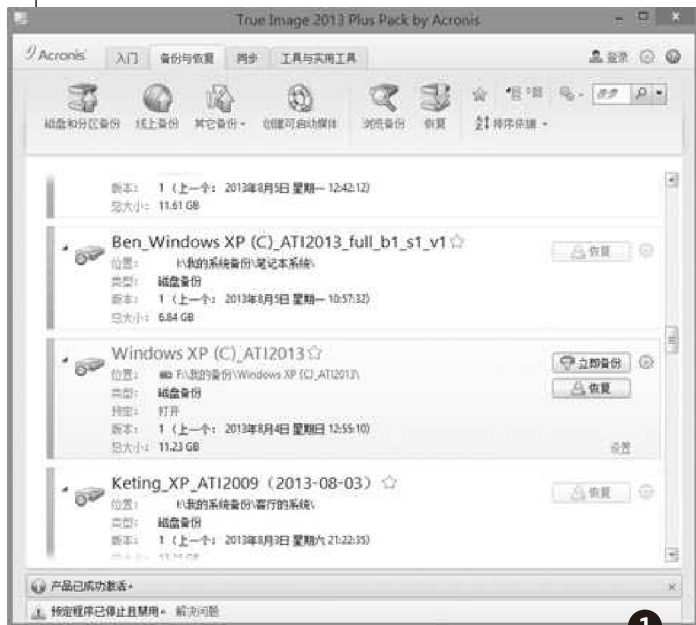 True Image 2013 Plus Pack by Acronis
Acronis 入门 备份与恢复 同步 工具与实用工具 登录
磁盘和分区备份 线上备份 其它备份 创建可启动媒体 浏览备份 恢复 排序依据
版本: 1 (上一个: 2013年8月5日 星期一 12:42:12)
总大小: 11.61 GB
Ben_Windows XP (C)_ATI2013_full_b1_s1_v1 恢复
位置: I:\我的系统备份\笔记本系统\
类型: 磁盘备份
版本: 1 (上一个: 2013年8月5日 星期一 10:57:32)
总大小: 6.84 GB
Windows XP (C)_ATI2013 立即备份
位置: F:\我的备份\Windows XP (C)_ATI2013\
类型: 磁盘备份 恢复
预定: 打开
版本: 1 (上一个: 2013年8月4日 星期日 12:55:10)
总大小: 11.23 GB 设置
Keting_XP_ATI2009 (2013-08-03) 恢复
位置: I:\我的系统备份\客厅的系统\
类型: 磁盘备份
版本: 1 (上一个: 2013年8月3日 星期六 21:22:35)
产品已成功激活。
预定程序已停止且禁用。 解决问题
1